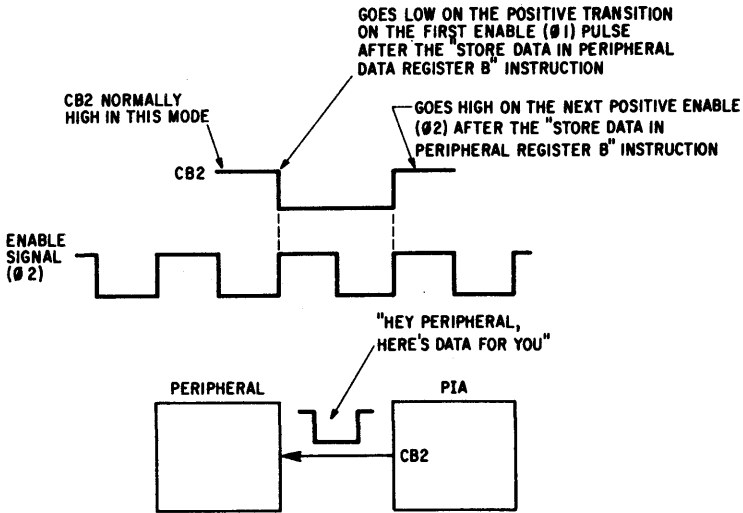 GOES LOW ON THE POSITIVE TRANSITION
ON THE FIRST ENABLE (Ø1) PULSE
AFTER THE "STORE DATA IN PERIPHERAL
DATA REGISTER B" INSTRUCTION
CB2 NORMALLY
HIGH IN THIS MODE
GOES HIGH ON THE NEXT POSITIVE ENABLE
(Ø2) AFTER THE "STORE DATA IN
PERIPHERAL REGISTER B" INSTRUCTION
CB2
ENABLE
SIGNAL
(Ø2)
"HEY PERIPHERAL,
HERE'S DATA FOR YOU"
PERIPHERAL
PIA
CB2